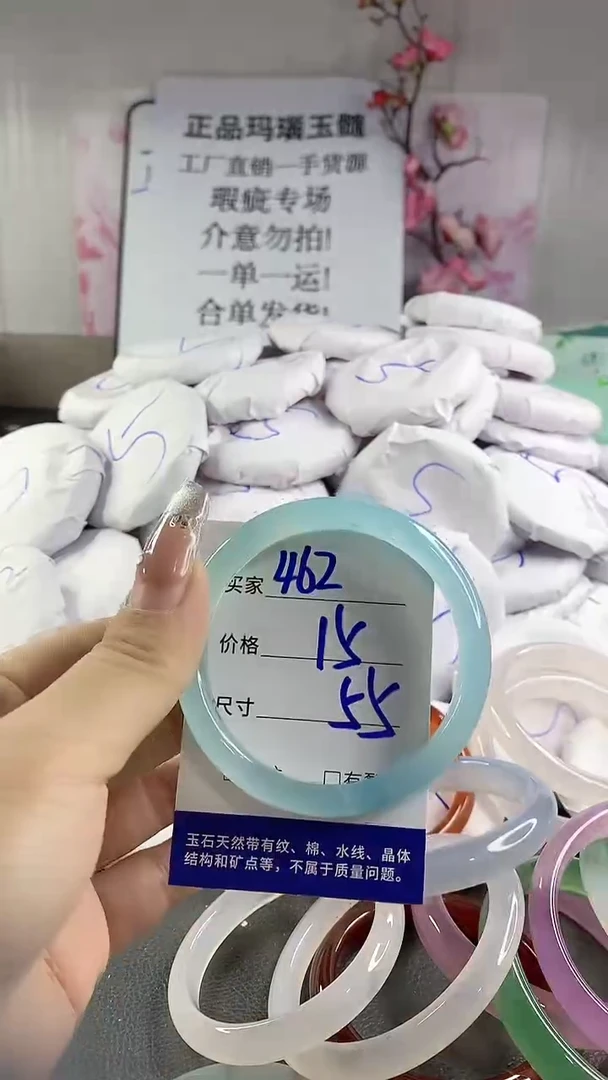 正品玛瑙玉髓
工厂直销一手货源
瑕疵专场
介意勿拍!
一单一运!
合单发货!
买家 462
价格 15
尺寸 55
玉石天然带有纹、棉、水线、晶体
结构和矿点等，不属于质量问题。